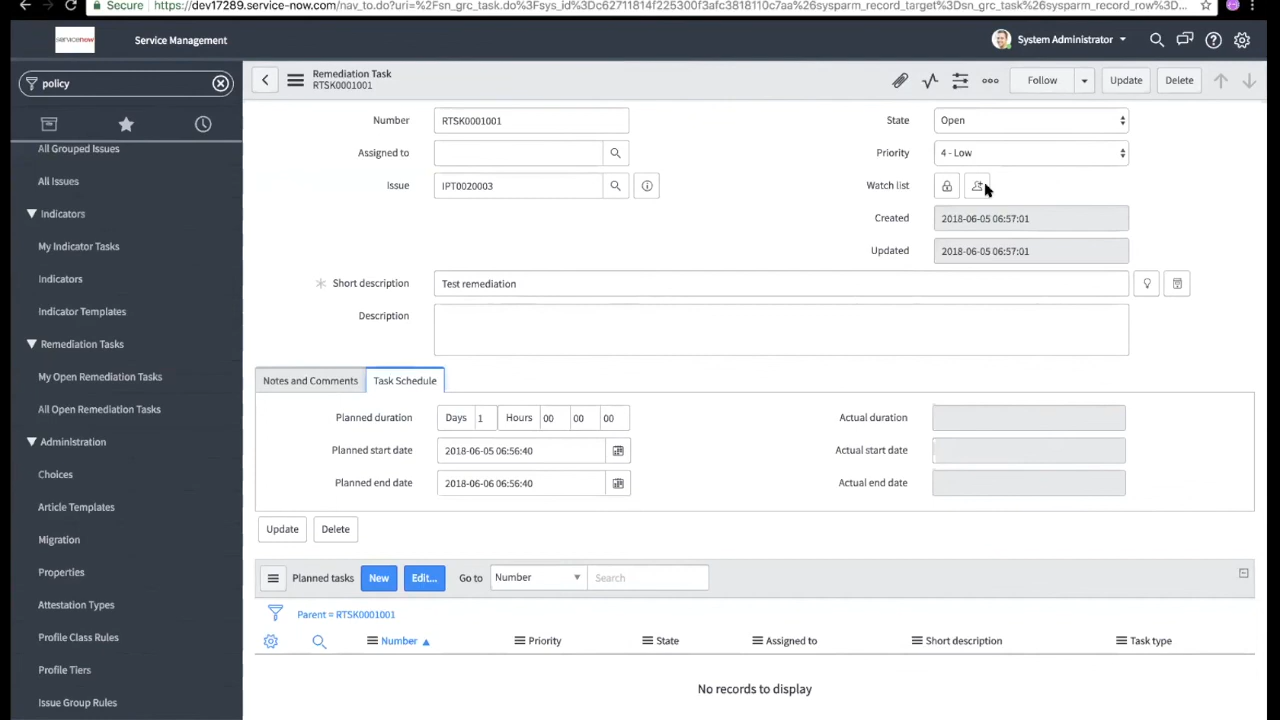 Secure https://dev17289.service-now.com/nav_to.do?uri=%2Fsn_grc_task.do%3Fsys_id%3Dc62711814f225300f3afc3818110c7aa%26sysparm_record_target%3Dsn_grc_task%26sysparm_record_row%3D...
servicenow Service Management System Administrator
policy
Remediation Task
RTSK0001001
Follow Update Delete
All Grouped Issues
All Issues
Indicators
My Indicator Tasks
Indicators
Indicator Templates
Remediation Tasks
My Open Remediation Tasks
All Open Remediation Tasks
Administration
Choices
Article Templates
Migration
Properties
Attestation Types
Profile Class Rules
Profile Tiers
Issue Group Rules
Number RTSK0001001 State Open
Assigned to Priority 4 - Low
Issue IPT0020003 Watch list
Created 2018-06-05 06:57:01
Updated 2018-06-05 06:57:01
Short description Test remediation
Description
Notes and Comments Task Schedule
Planned duration Days 1 Hours 00 00 00 Actual duration
Planned start date 2018-06-05 06:56:40 Actual start date
Planned end date 2018-06-06 06:56:40 Actual end date
Update Delete
Planned tasks New Edit... Go to Number Search
Parent = RTSK0001001
Number Priority State Assigned to Short description Task type
No records to display